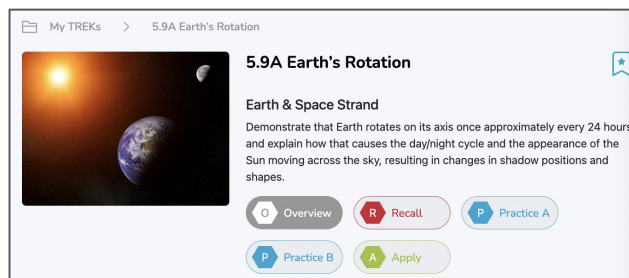 My TREKs > 5.9A Earth's Rotation
5.9A Earth's Rotation
Earth & Space Strand
Demonstrate that Earth rotates on its axis once approximately every 24 hours
and explain how that causes the day/night cycle and the appearance of the
Sun moving across the sky, resulting in changes in shadow positions and
shapes.
O Overview R Recall P Practice A
P Practice B A Apply